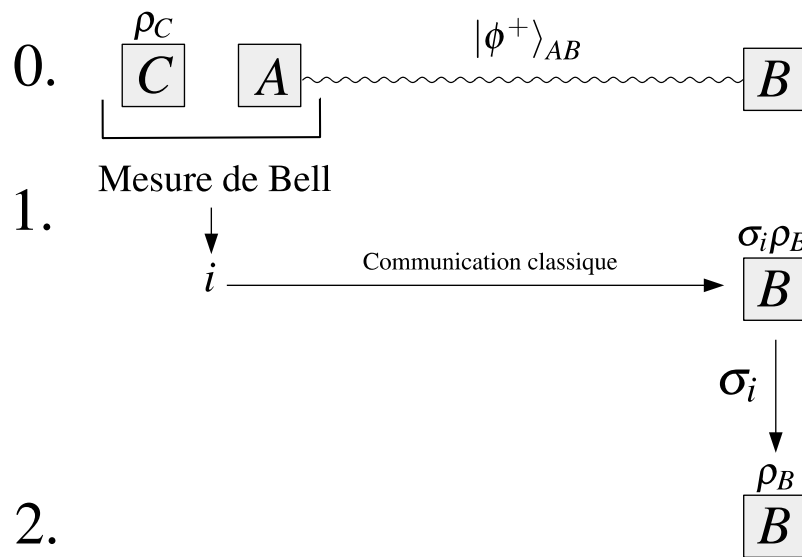 ρ_C |ϕ⁺⟩_AB
0. C A B
Mesure de Bell
1. σ_iρ_B
Communication classique
i B
σ_i
ρ_B
2. B